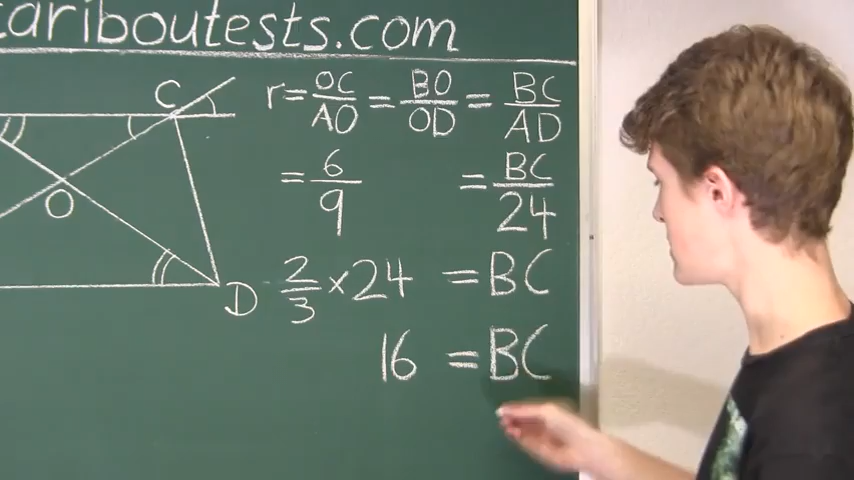 cariboutests.com
C
r = OC/AO = BO/OD = BC/AD
= 6/9 = BC/24
O
2/3 × 24 = BC
D
16 = BC